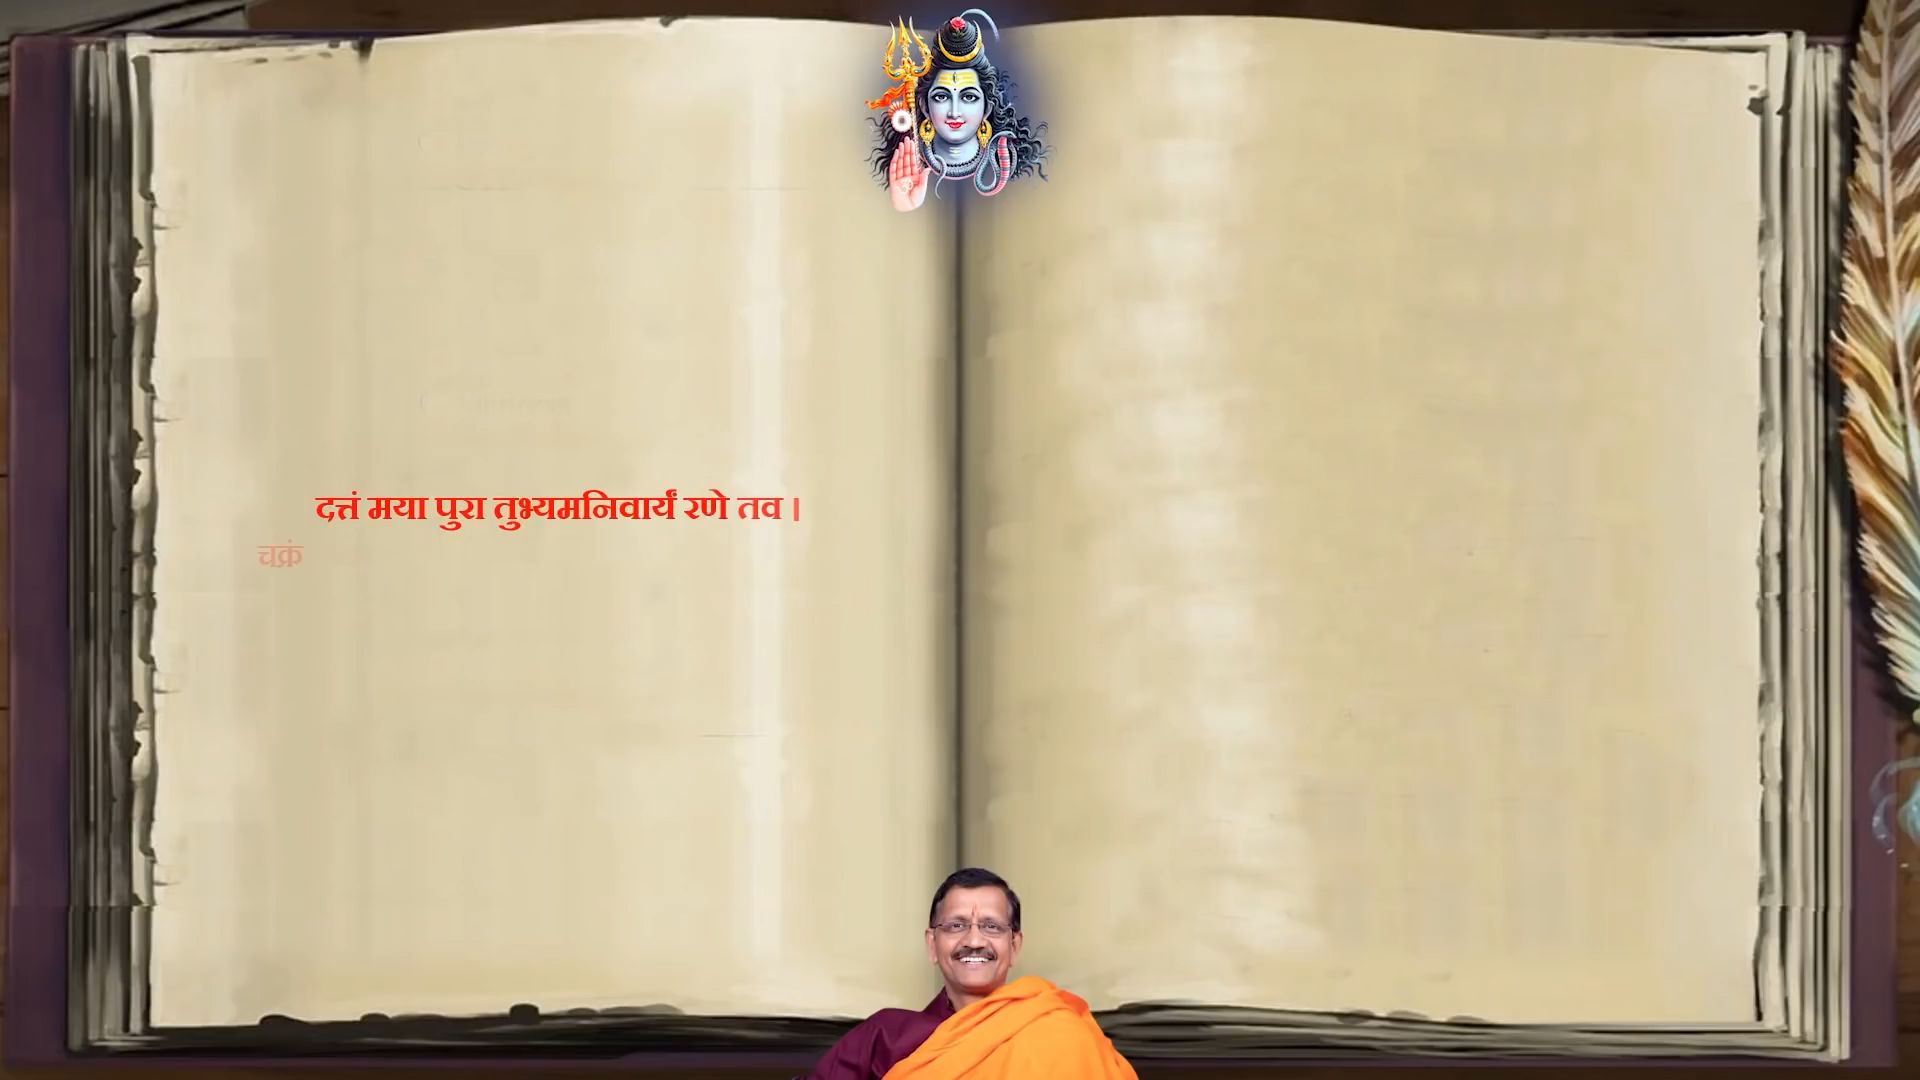 दत्तं मया पुरा तुभ्यमनिवार्यं रणे तव ।
चक्रं